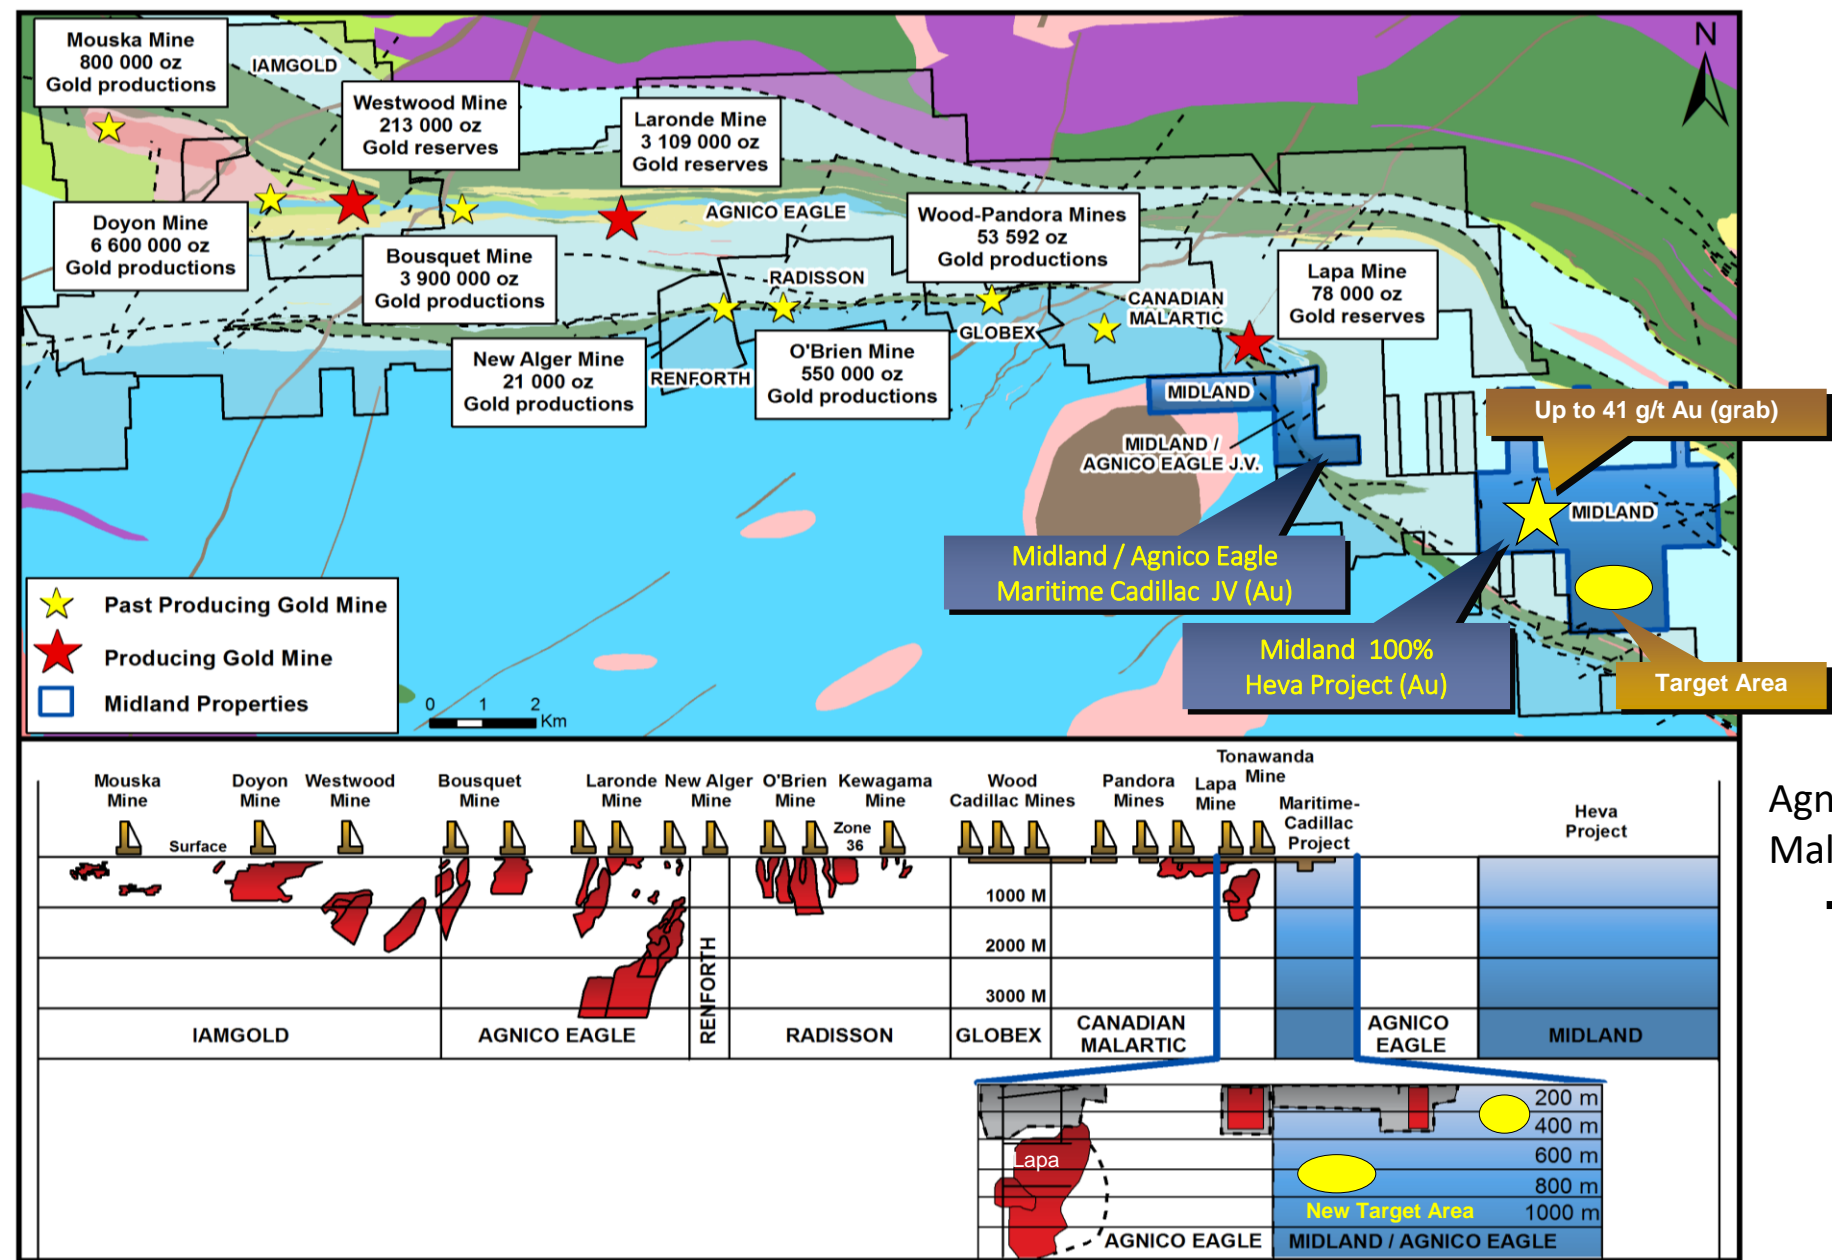 Mouska Mine
800 000 oz
Gold productions
IAMGOLD
Westwood Mine
213 000 oz
Gold reserves
Laronde Mine
3 109 000 oz
Gold reserves
N
Doyon Mine
6 600 000 oz
Gold productions
Bousquet Mine
3 900 000 oz
Gold productions
AGNICO EAGLE
Wood-Pandora Mines
53 592 oz
Gold productions
RADISSON
Lapa Mine
78 000 oz
Gold reserves
CANADIAN
MALARTIC
GLOBEX
New Alger Mine
21 000 oz
Gold productions
RENFORTH
O'Brien Mine
550 000 oz
Gold productions
MIDLAND
MIDLAND /
AGNICO EAGLE J.V.
Up to 41 g/t Au (grab)
MIDLAND
Midland / Agnico Eagle
Maritime Cadillac JV (Au)
Midland 100%
Heva Project (Au)
Target Area
Past Producing Gold Mine
Producing Gold Mine
Midland Properties
0 1 2
Km
Mouska
Mine
Doyon
Mine
Westwood
Mine
Bousquet
Mine
Laronde
Mine
New Alger
Mine
O'Brien
Mine
Kewagama
Mine
Wood
Cadillac Mines
Pandora
Mines
Lapa
Mine
Tonawanda
Mine
Maritime-
Cadillac
Project
Heva
Project
Surface
Zone
36
1000 M
2000 M
3000 M
IAMGOLD
AGNICO EAGLE
RENFORTH
RADISSON
GLOBEX
CANADIAN
MALARTIC
AGNICO
EAGLE
MIDLAND
Agn
Mal
200 m
400 m
600 m
800 m
1000 m
Lapa
New Target Area
AGNICO EAGLE
MIDLAND / AGNICO EAGLE